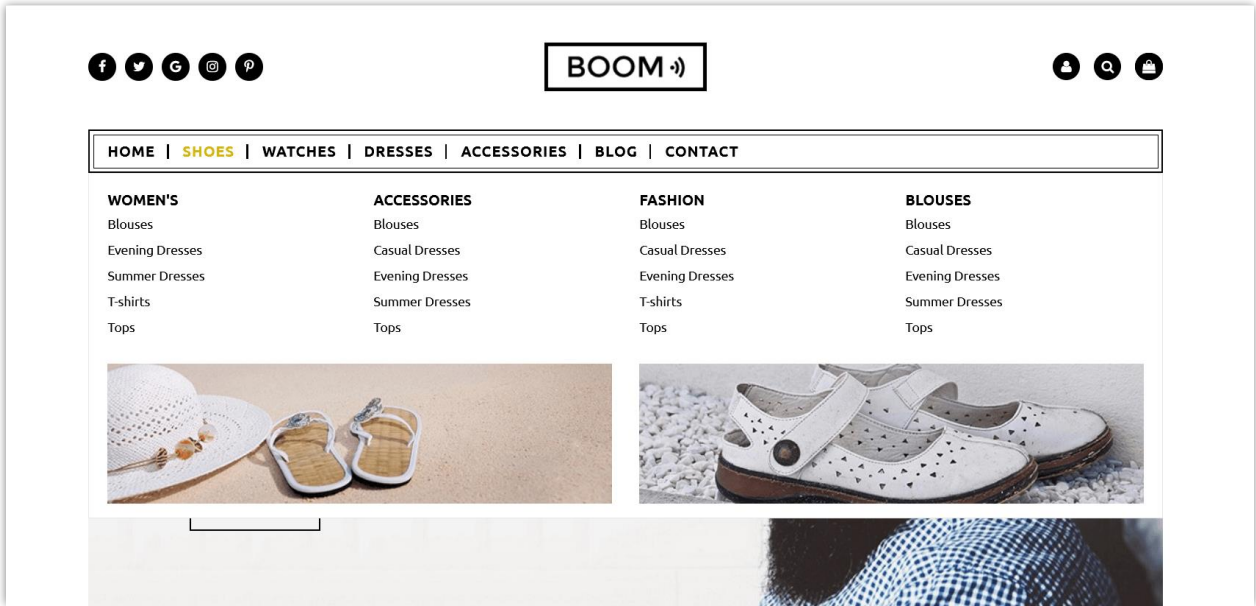 BOOM
HOME | SHOES | WATCHES | DRESSES | ACCESSORIES | BLOG | CONTACT
WOMEN'S
Blouses
Evening Dresses
Summer Dresses
T-shirts
Tops
ACCESSORIES
Blouses
Casual Dresses
Evening Dresses
Summer Dresses
Tops
FASHION
Blouses
Casual Dresses
Evening Dresses
T-shirts
Tops
BLOUSES
Blouses
Casual Dresses
Evening Dresses
Summer Dresses
Tops